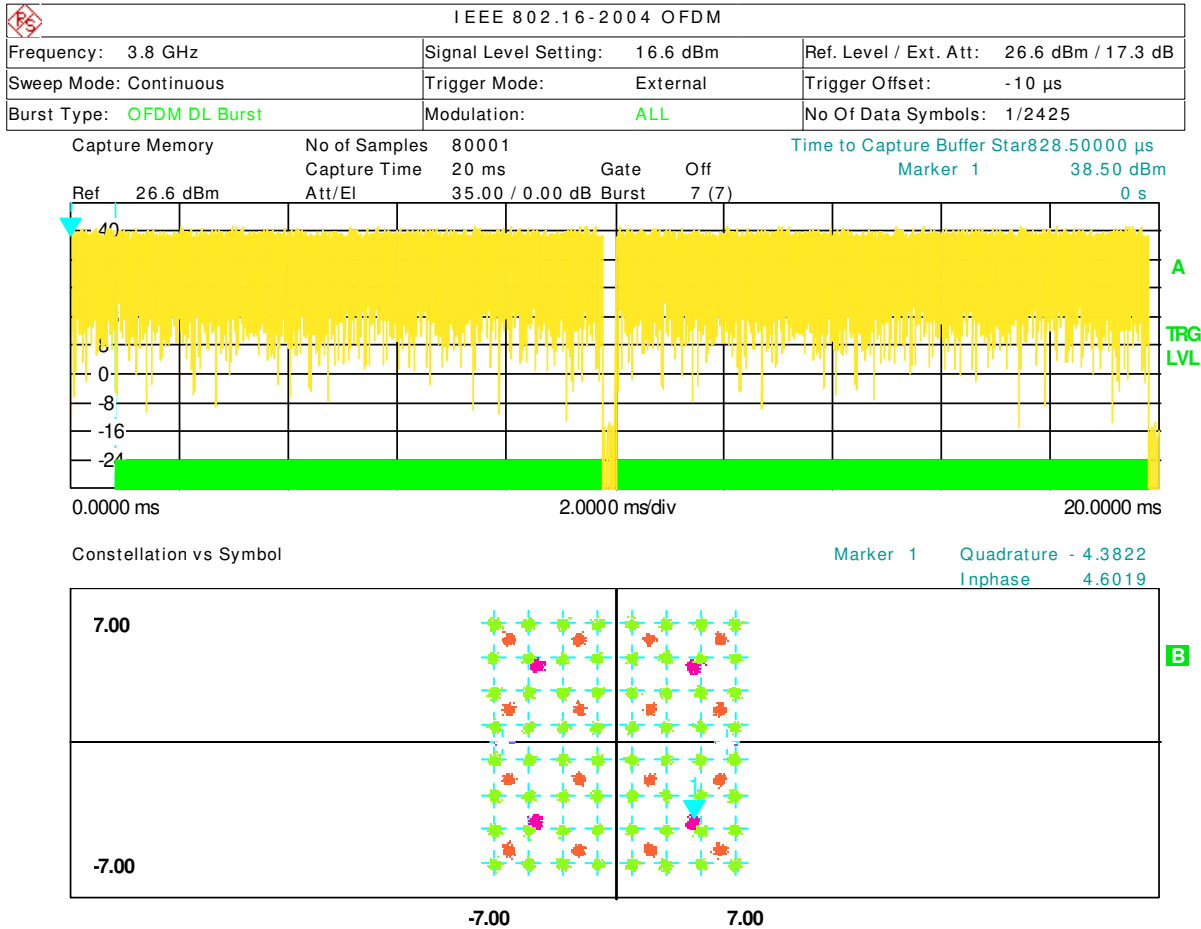 R&S
IEEE 802.16-2004 OFDM
Frequency: 3.8 GHz Signal Level Setting: 16.6 dBm Ref. Level / Ext. Att: 26.6 dBm / 17.3 dB
Sweep Mode: Continuous Trigger Mode: External Trigger Offset: -10 µs
Burst Type: OFDM DL Burst Modulation: ALL No Of Data Symbols: 1/2425
Capture Memory No of Samples 80001 Time to Capture Buffer Star828.50000 µs
Capture Time 20 ms Gate Off Marker 1 38.50 dBm
Ref 26.6 dBm Att/El 35.00 / 0.00 dB Burst 7 (7) 0 s
40
A
TRG
8
LVL
0
-8
-16
-24
0.0000 ms 2.0000 ms/div 20.0000 ms
Constellation vs Symbol Marker 1 Quadrature - 4.3822
Inphase 4.6019
7.00
B
1
-7.00
-7.00 7.00